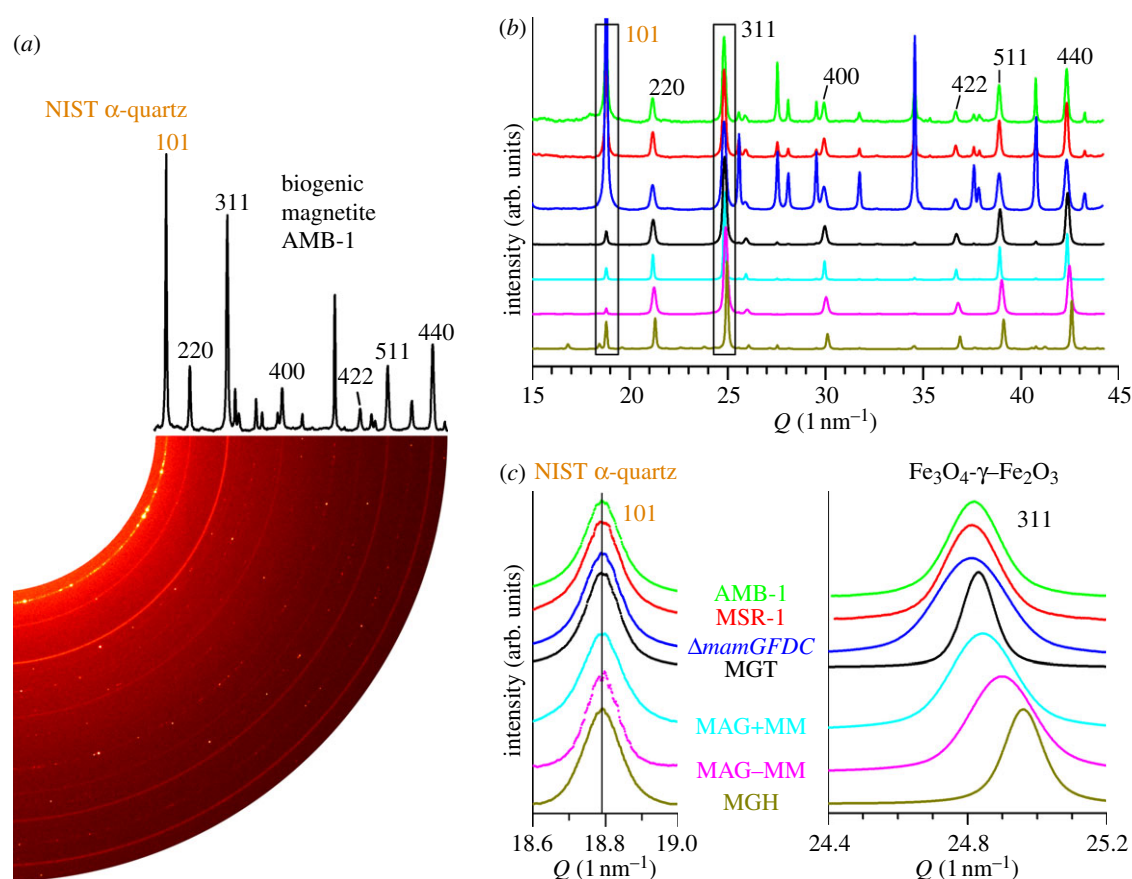 (a)
NIST α-quartz
101
311
biogenic
magnetite
AMB-1
220
400
422
511
440
(b)
101
311
220
400
422
511
440
intensity (arb. units)
15 20 25 30 35 40 45
Q (1 nm⁻¹)
(c)
NIST α-quartz
Fe₃O₄-γ–Fe₂O₃
101
311
intensity (arb. units)
AMB-1
MSR-1
ΔmamGFDC
MGT
MAG+MM
MAG–MM
MGH
18.6 18.8 19.0
24.4 24.8 25.2
Q (1 nm⁻¹)
Q (1 nm⁻¹)